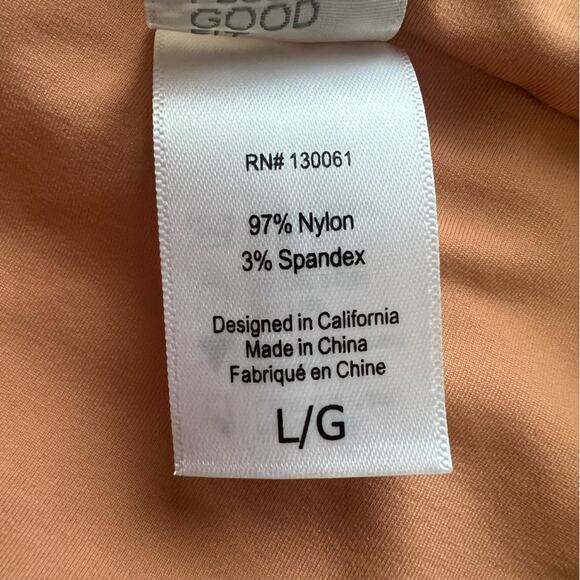 GOOD
RN# 130061
97% Nylon
3% Spandex
Designed in California
Made in China
Fabriqué en Chine
L/G